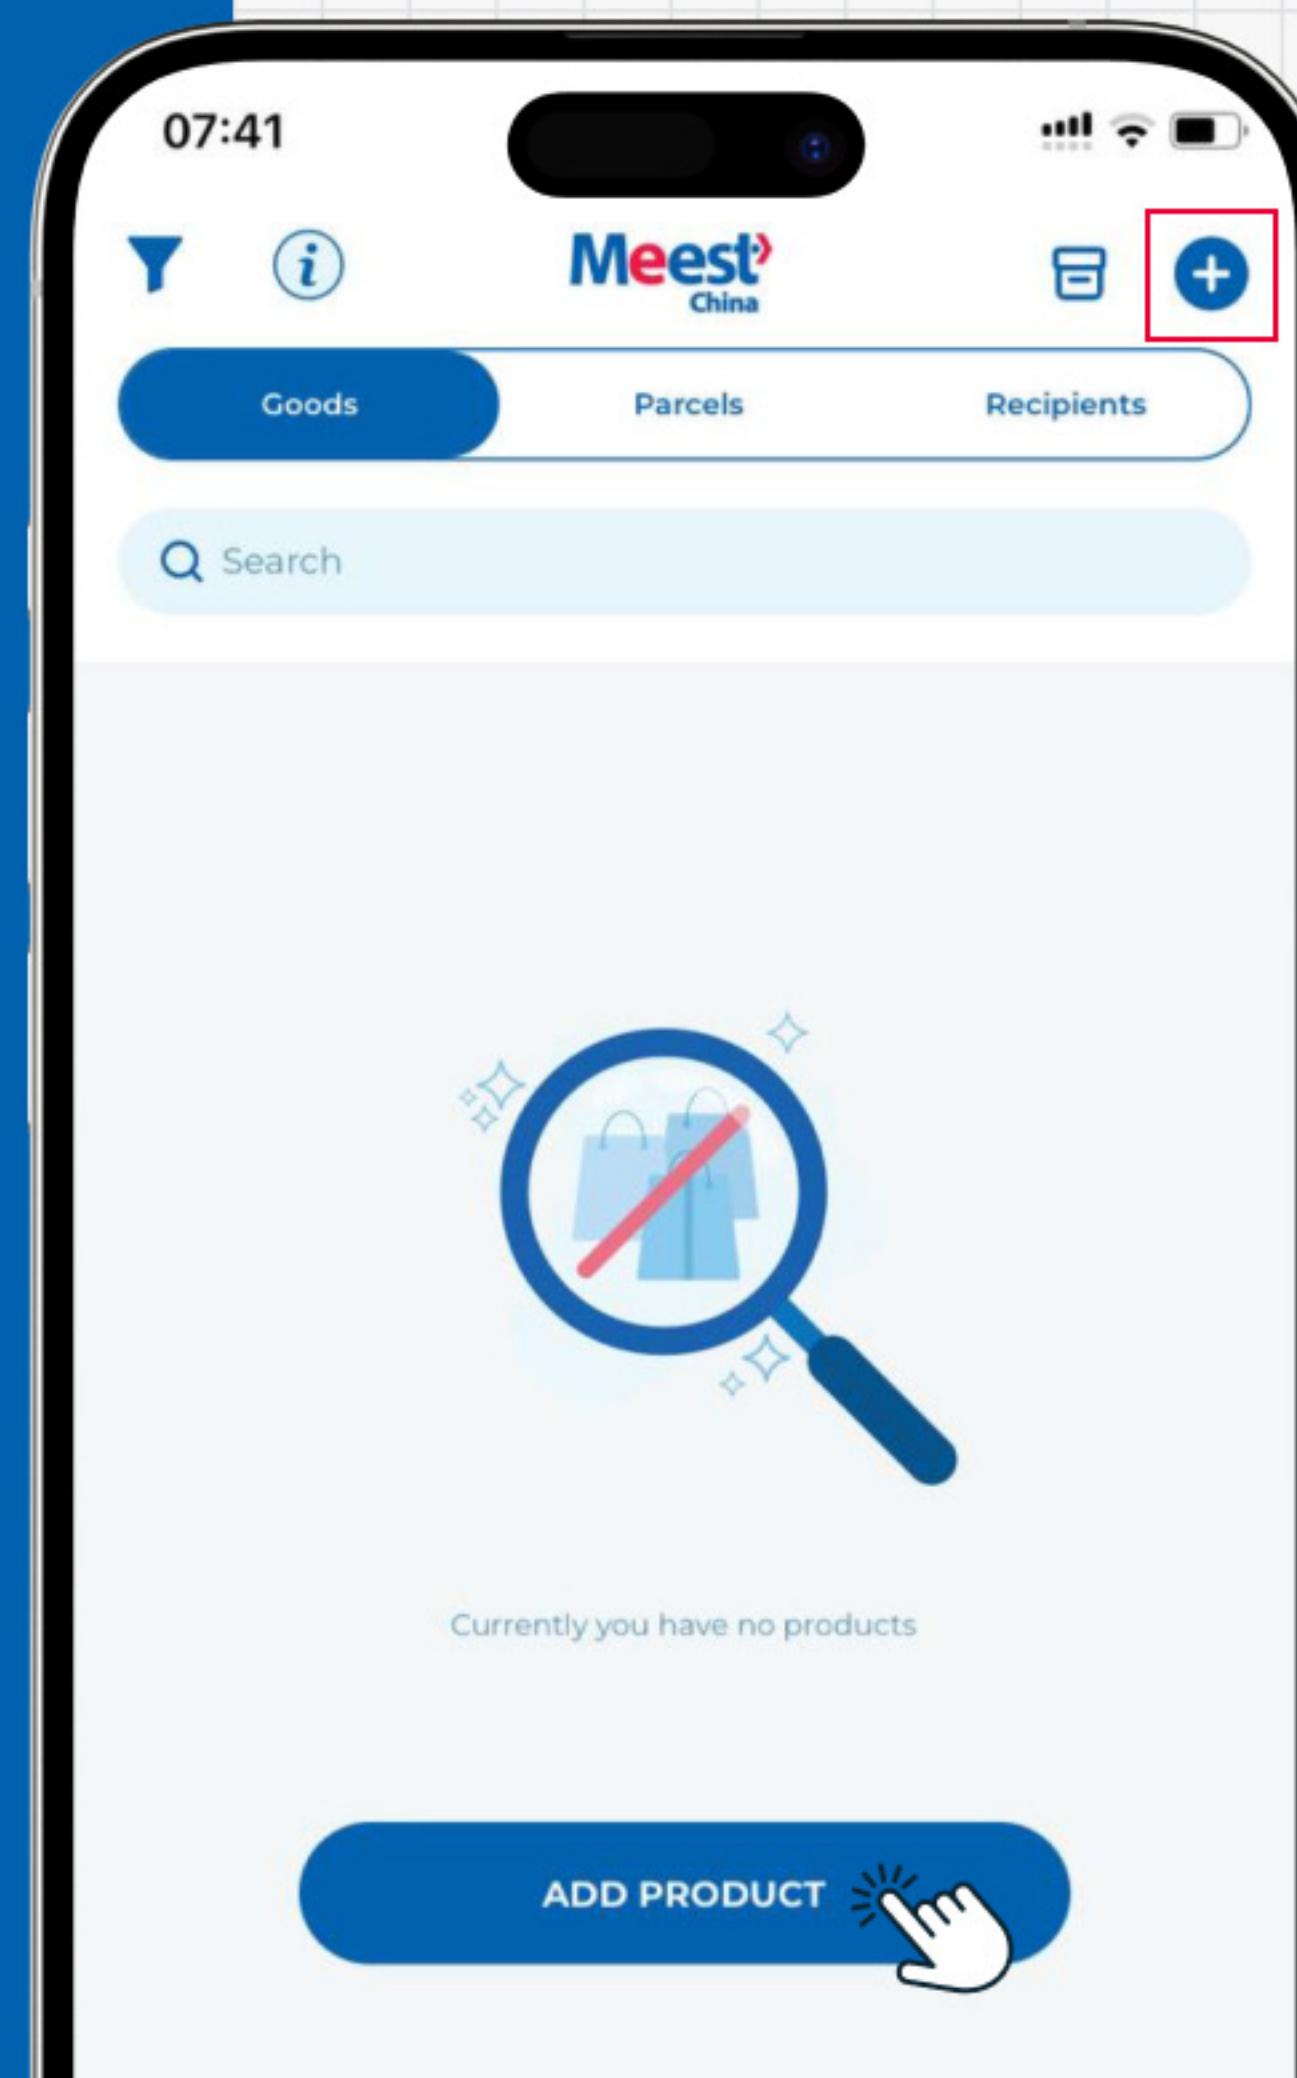 07:41
i
Meest
China
Goods
Parcels
Recipients
Search
Currently you have no products
ADD PRODUCT